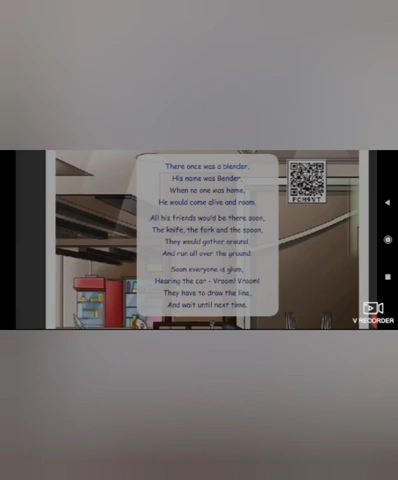 There once was a blender,
His name was Bender,
When no one was home,
He would come alive and roam.
All his friends would be there soon,
The knife, the fork and the spoon,
They would gather around,
And run all over the ground.
Soon everyone is glum,
Hearing the car - Vroom! Vroom!
They have to draw the line,
And wait until next time.
V RECORDER